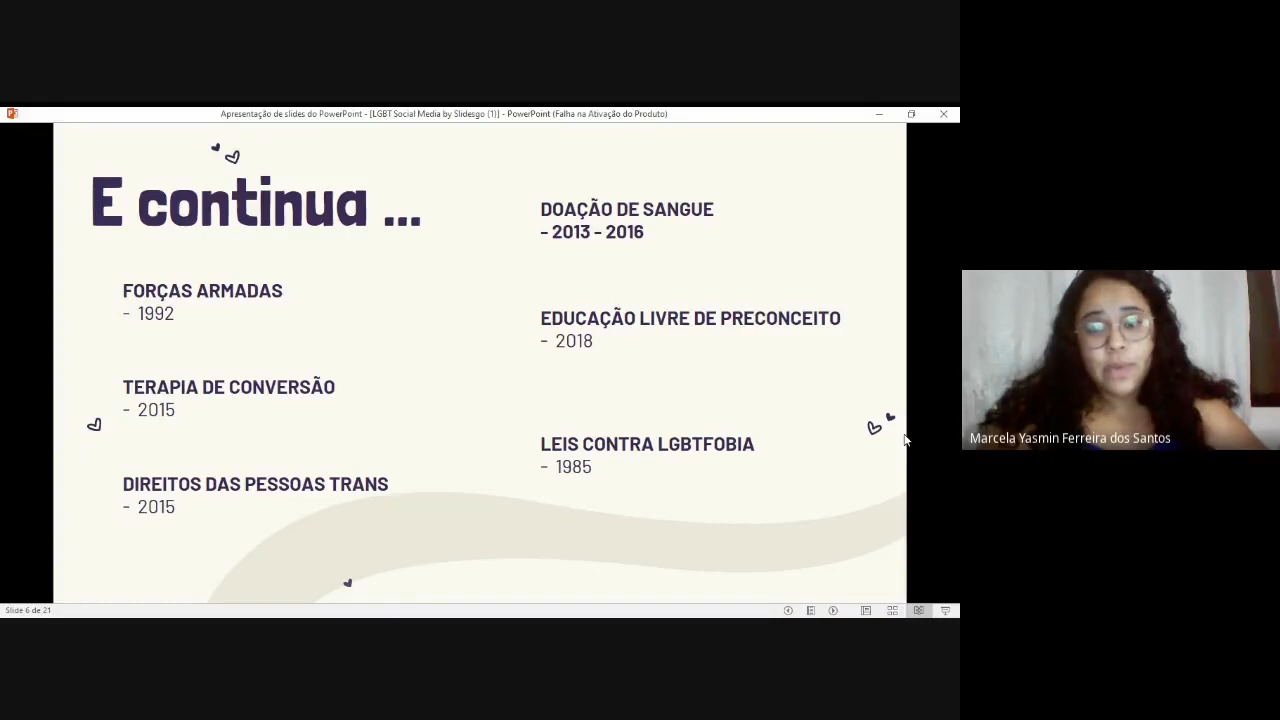 Apresentação de slides do PowerPoint - [LGBT Social Media by Slidesgo (1)] - PowerPoint (Falha na Ativação do Produto)
E continua ...
FORÇAS ARMADAS
- 1992
TERAPIA DE CONVERSÃO
- 2015
DIREITOS DAS PESSOAS TRANS
- 2015
DOAÇÃO DE SANGUE
- 2013 - 2016
EDUCAÇÃO LIVRE DE PRECONCEITO
- 2018
LEIS CONTRA LGBTFOBIA
- 1985
Marcela Yasmin Ferreira dos Santos
Slide 6 de 21